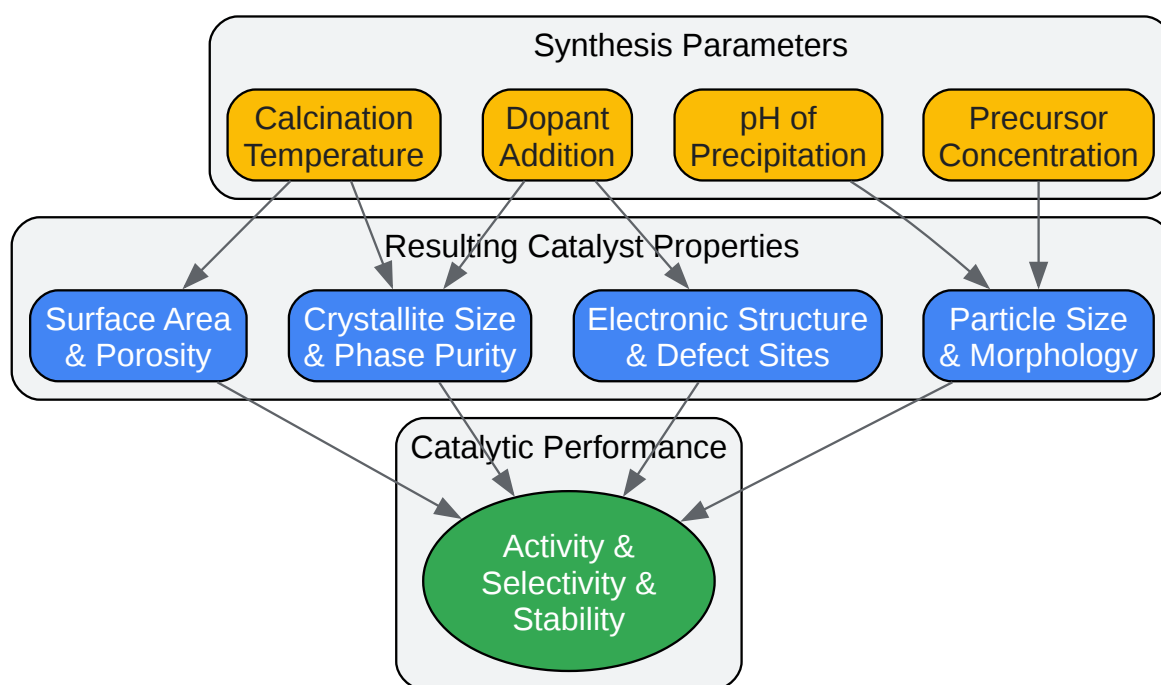 Synthesis Parameters
Calcination
Temperature
Dopant
Addition
pH of
Precipitation
Precursor
Concentration
Resulting Catalyst Properties
Surface Area
& Porosity
Crystallite Size
& Phase Purity
Electronic Structure
& Defect Sites
Particle Size
& Morphology
Catalytic Performance
Activity &
Selectivity &
Stability